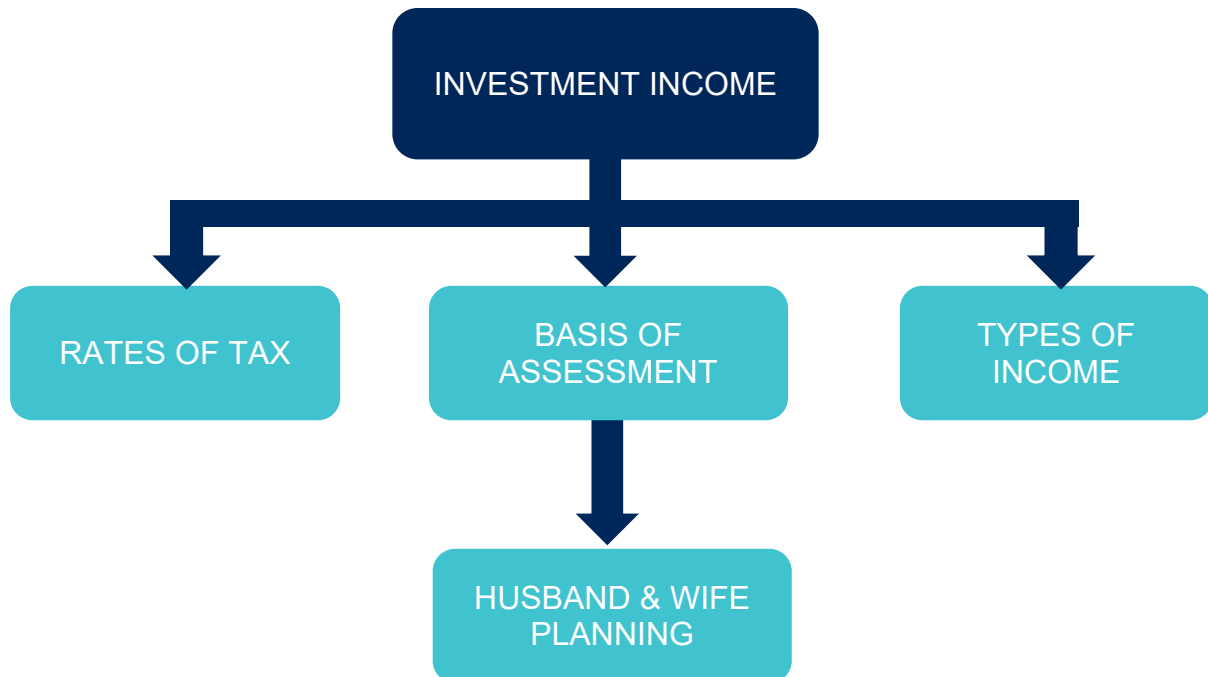 INVESTMENT INCOME
RATES OF TAX
BASIS OF
ASSESSMENT
TYPES OF
INCOME
HUSBAND & WIFE
PLANNING